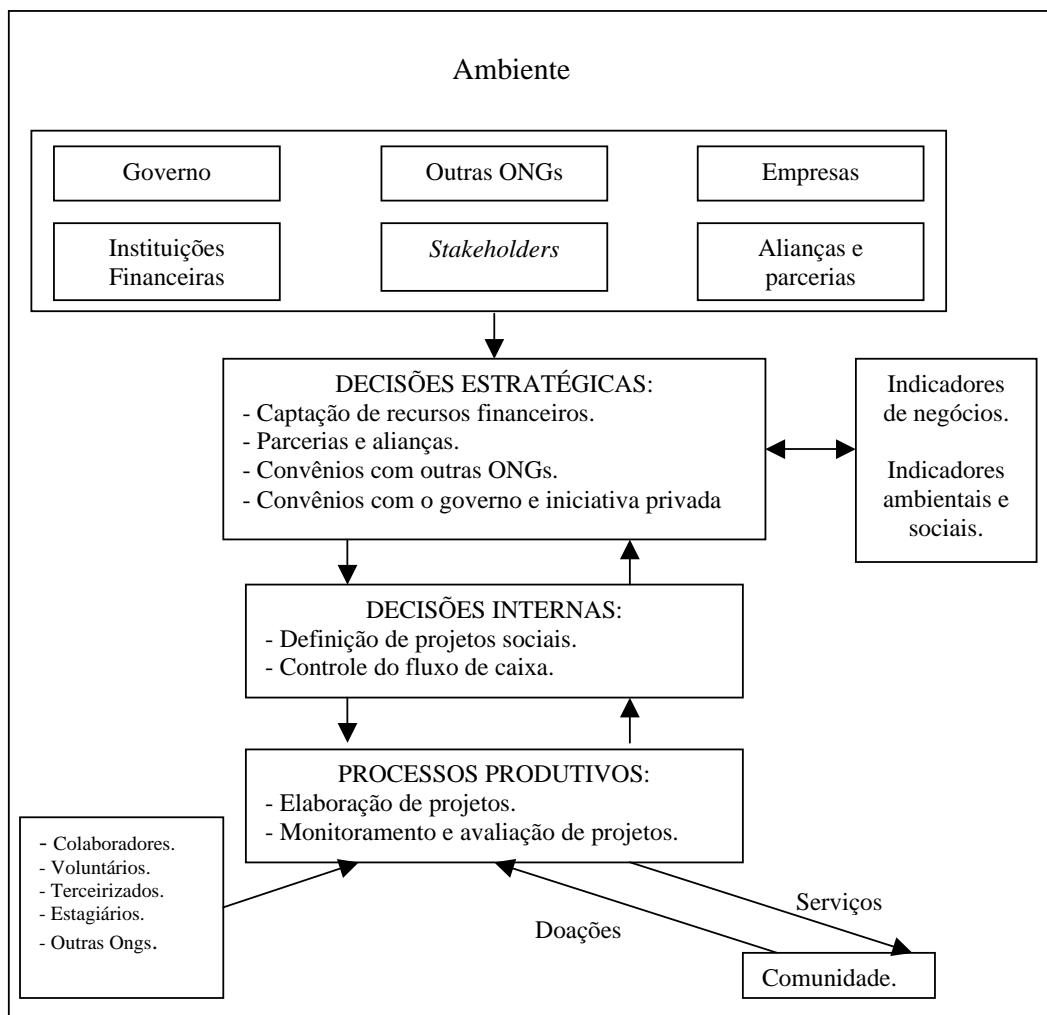 Ambiente
Governo
Outras ONGs
Empresas
Instituições
Financeiras
Stakeholders
Alianças e
parcerias
DECISÕES ESTRATÉGICAS:
- Captação de recursos financeiros.
- Parcerias e alianças.
- Convênios com outras ONGs.
- Convênios com o governo e iniciativa privada
Indicadores
de negócios.
Indicadores
ambientais e
sociais.
DECISÕES INTERNAS:
- Definição de projetos sociais.
- Controle do fluxo de caixa.
PROCESSOS PRODUTIVOS:
- Elaboração de projetos.
- Monitoramento e avaliação de projetos.
- Colaboradores.
- Voluntários.
- Terceirizados.
- Estagiários.
- Outras Ongs.
Serviços
Doações
Comunidade.